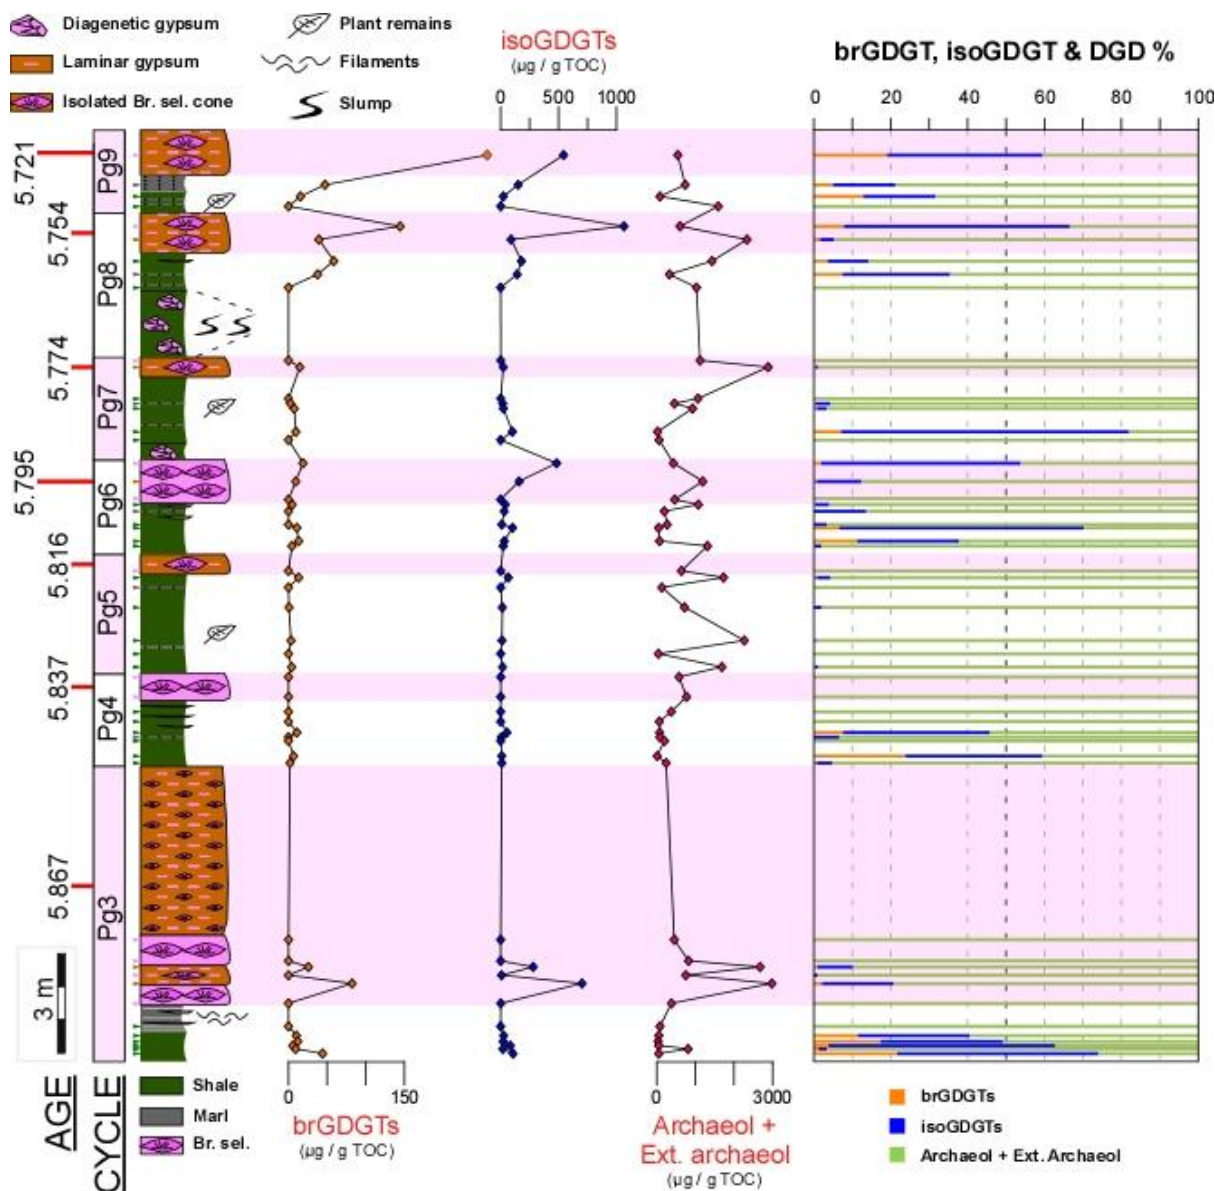 Diagenetic gypsum
Plant remains
Laminar gypsum
Filaments
Isolated Br. sel. cone
Slump
isoGDGTs
(µg / g TOC)
0 500 1000
brGDGT, isoGDGT & DGD %
0 20 40 60 80 100
5.721
5.754
5.774
5.795
5.816
5.837
5.867
Pg9
Pg8
Pg7
Pg6
Pg5
Pg4
Pg3
3 m
AGE
CYCLE
Shale
Marl
Br. sel.
0 150
brGDGTs
(µg / g TOC)
0 3000
Archaeol +
Ext. archaeol
(µg / g TOC)
brGDGTs
isoGDGTs
Archaeol + Ext. Archaeol